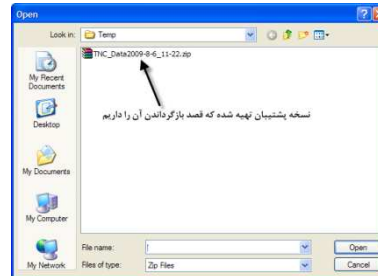 Open
Look in:
Temp
TNC_Data2009-8-6_11-22.zip
My Recent
Documents
Desktop
نسخه پشتیبان تهیه شده که قصد بازگرداندن آن را داریم
My Documents
My Computer
File name:
Open
My Network
Files of type:
Zip Files
Cancel